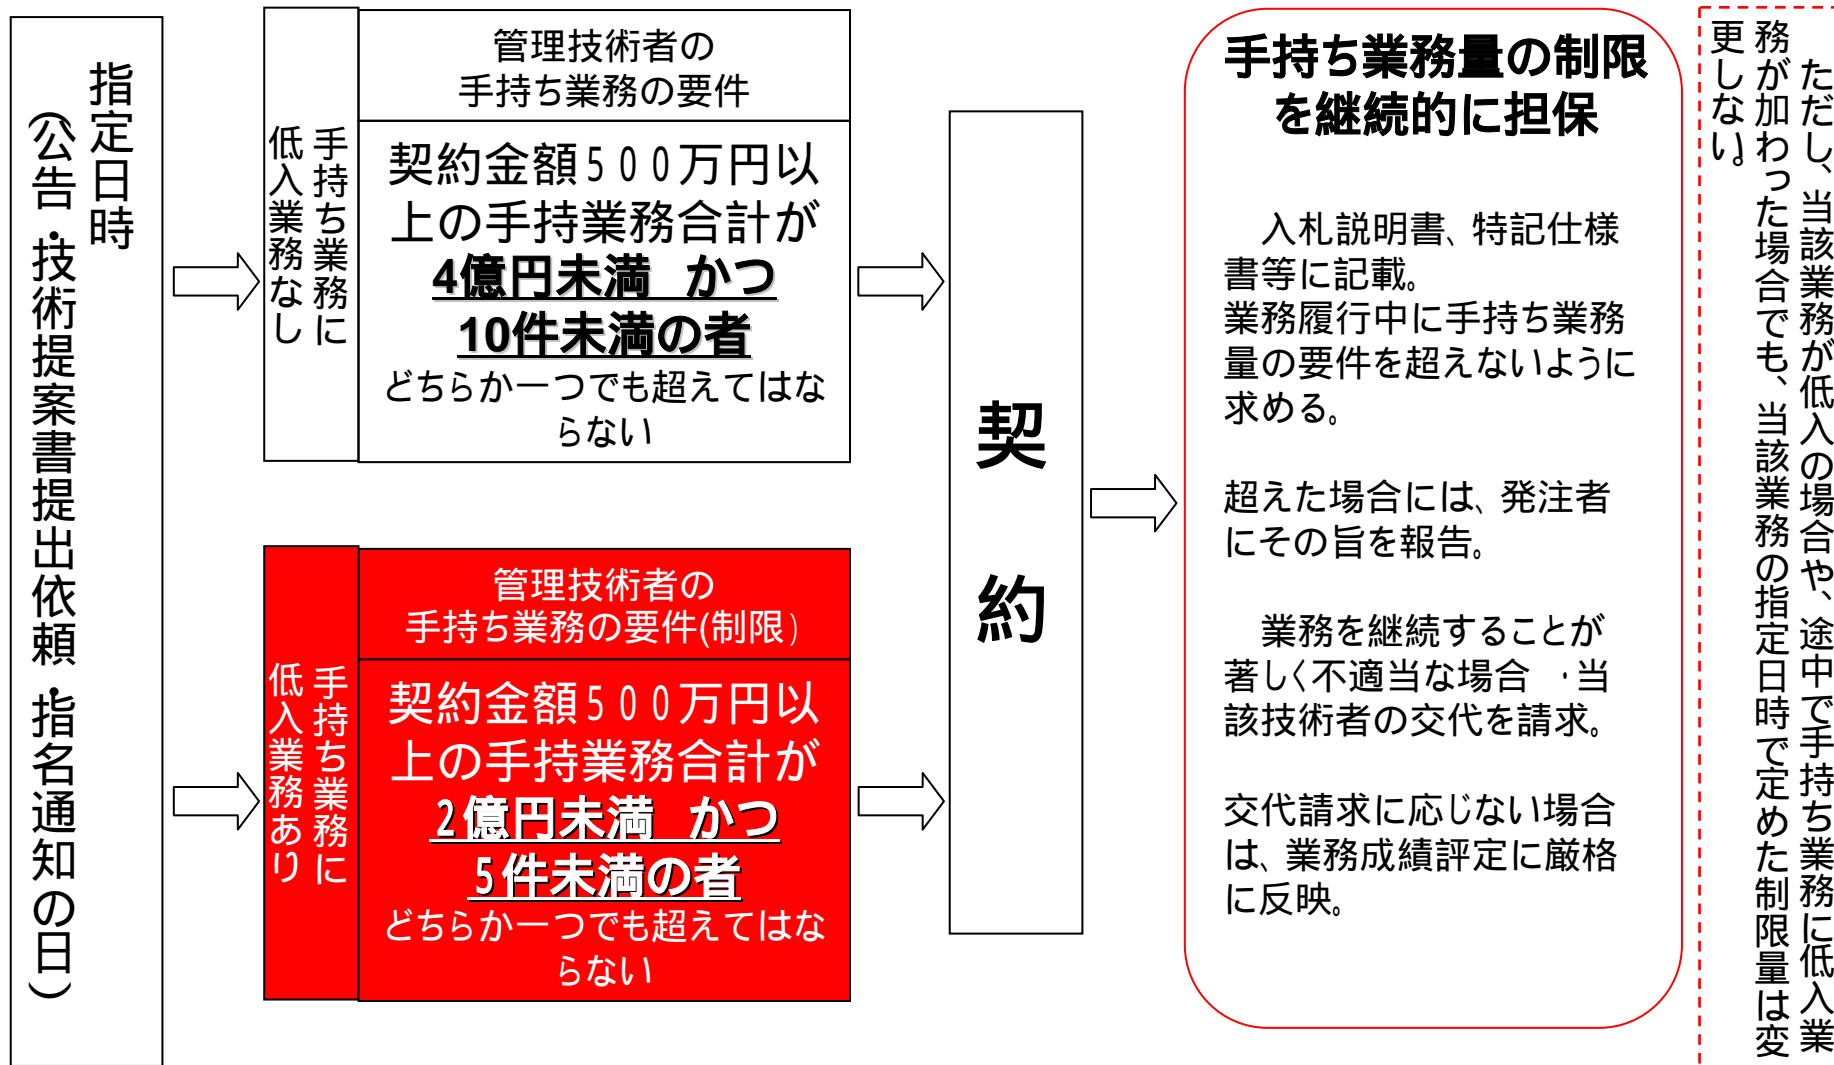 指定日時
(公告・技術提案書提出依頼・指名通知の日)
手持ち業務に
低入業務なし
管理技術者の
手持ち業務の要件
契約金額500万円以
上の手持業務合計が
4億円未満 かつ
10件未満の者
どちらか一つでも超えてはな
らない
手持ち業務に
低入業務あり
管理技術者の
手持ち業務の要件(制限)
契約金額500万円以
上の手持業務合計が
2億円未満 かつ
5件未満の者
どちらか一つでも超えてはな
らない
契
約
手持ち業務量の制限
を継続的に担保
入札説明書、特記仕様
書等に記載。
業務履行中に手持ち業務
量の要件を超えないように
求める。
超えた場合には、発注者
にその旨を報告。
業務を継続することが
著しく不適当な場合 ・当
該技術者の交代を請求。
交代請求に応じない場合
は、業務成績評定に厳格
に反映。
ただし、当該業務が低入の場合や、途中で手持ち業務に低入業
務が加わった場合でも、当該業務の指定日時で定めた制限量は変
更しない。